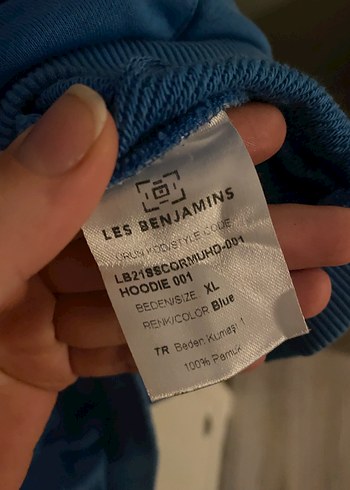 LES BENJAMINS
ÜRÜN KODU/STYLE CODE
LB21SSCORMUHD-001
HOODIE 001
BEDEN/SIZE: XL
RENK/COLOR Blue
TR Beden Kumaşı 1
100% Pamuk